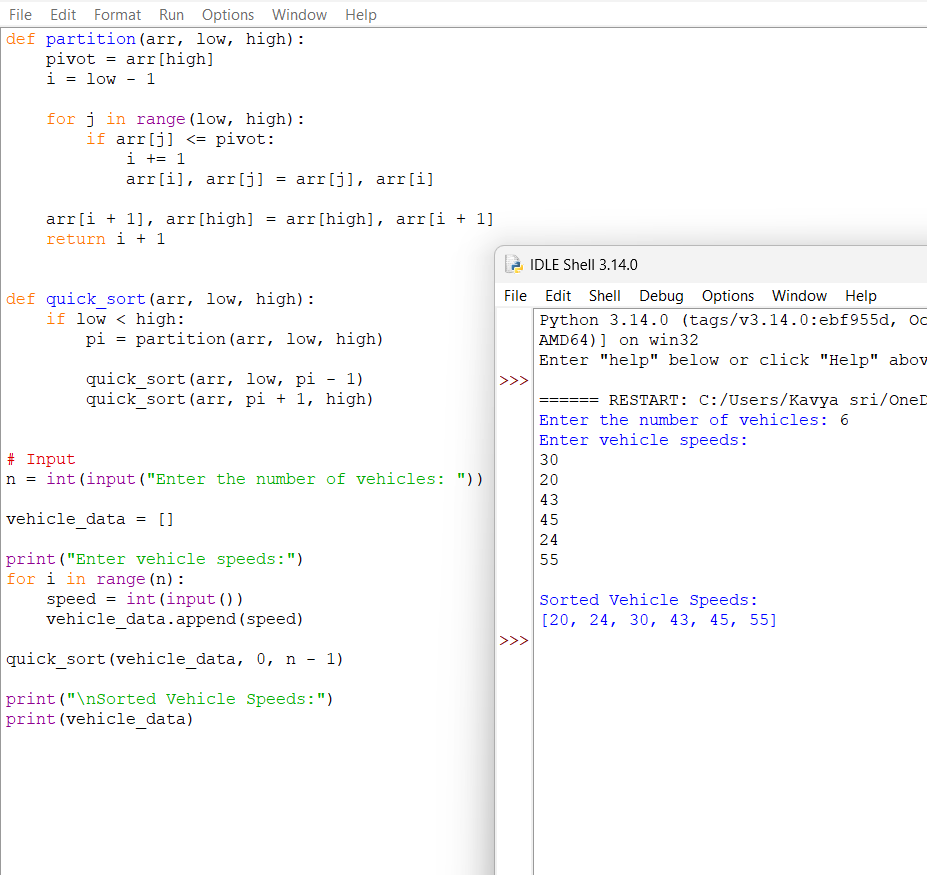 File Edit Format Run Options Window Help
def partition(arr, low, high):
    pivot = arr[high]
    i = low - 1

    for j in range(low, high):
        if arr[j] <= pivot:
            i += 1
            arr[i], arr[j] = arr[j], arr[i]

    arr[i + 1], arr[high] = arr[high], arr[i + 1]
    return i + 1

def quick_sort(arr, low, high):
    if low < high:
        pi = partition(arr, low, high)

        quick_sort(arr, low, pi - 1)
        quick_sort(arr, pi + 1, high)

# Input
n = int(input("Enter the number of vehicles: "))

vehicle_data = []

print("Enter vehicle speeds:")
for i in range(n):
    speed = int(input())
    vehicle_data.append(speed)

quick_sort(vehicle_data, 0, n - 1)

print("\nSorted Vehicle Speeds:")
print(vehicle_data)
IDLE Shell 3.14.0
File Edit Shell Debug Options Window Help
Python 3.14.0 (tags/v3.14.0:ebf955d, Oc
AMD64)] on win32
Enter "help" below or click "Help" abov
>>>
====== RESTART: C:/Users/Kavya sri/OneD
Enter the number of vehicles: 6
Enter vehicle speeds:
30
20
43
45
24
55

Sorted Vehicle Speeds:
[20, 24, 30, 43, 45, 55]
>>>